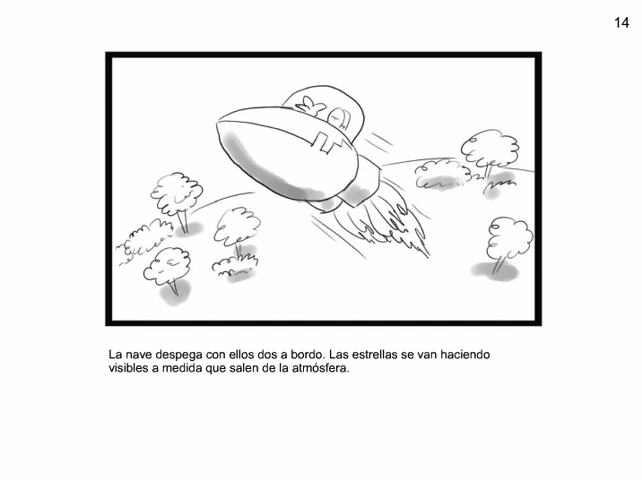 14
La nave despega con ellos dos a bordo. Las estrellas se van haciendo
visibles a medida que salen de la atmósfera.